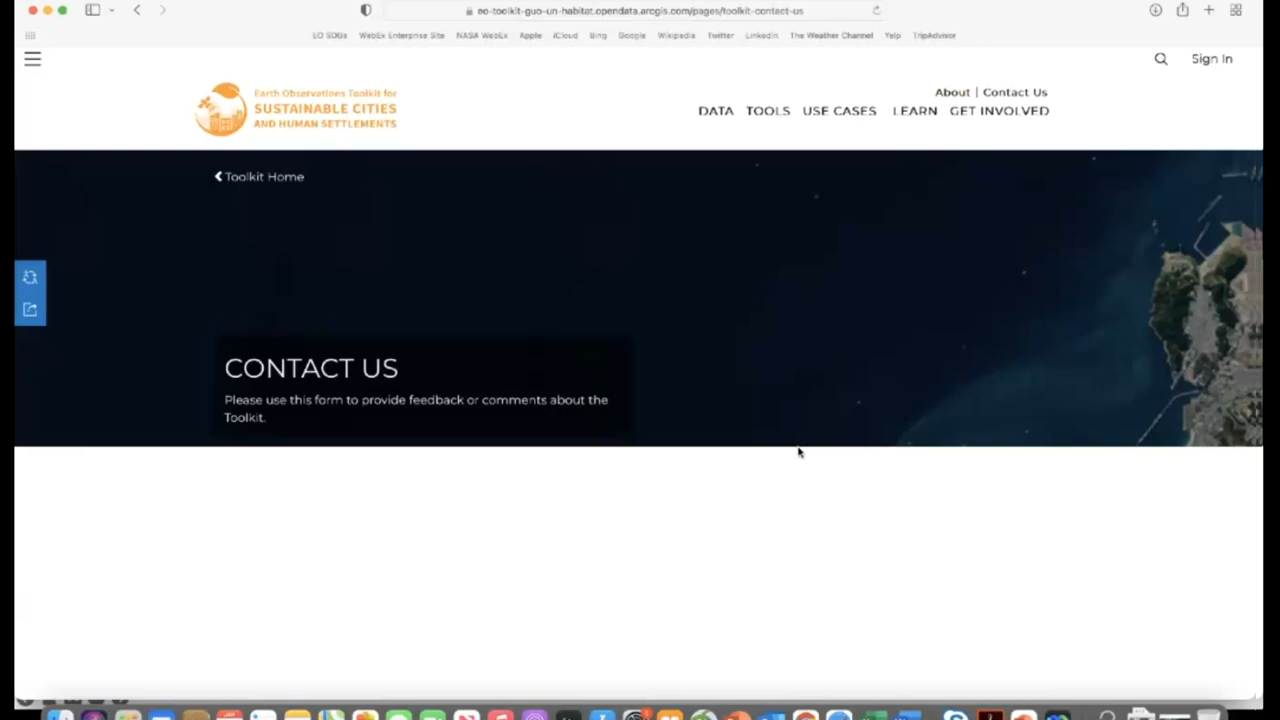 eo-toolkit-guo-un-habitat.opendata.arcgis.com/pages/toolkit-contact-us
EO SDGs WebEx Enterprise Site NASA WebEx Apple iCloud Bing Google Wikipedia Twitter LinkedIn The Weather Channel Yelp TripAdvisor
Sign In
Earth Observations Toolkit for
SUSTAINABLE CITIES
AND HUMAN SETTLEMENTS
About | Contact Us
DATA TOOLS USE CASES LEARN GET INVOLVED
Toolkit Home
CONTACT US
Please use this form to provide feedback or comments about the
Toolkit.